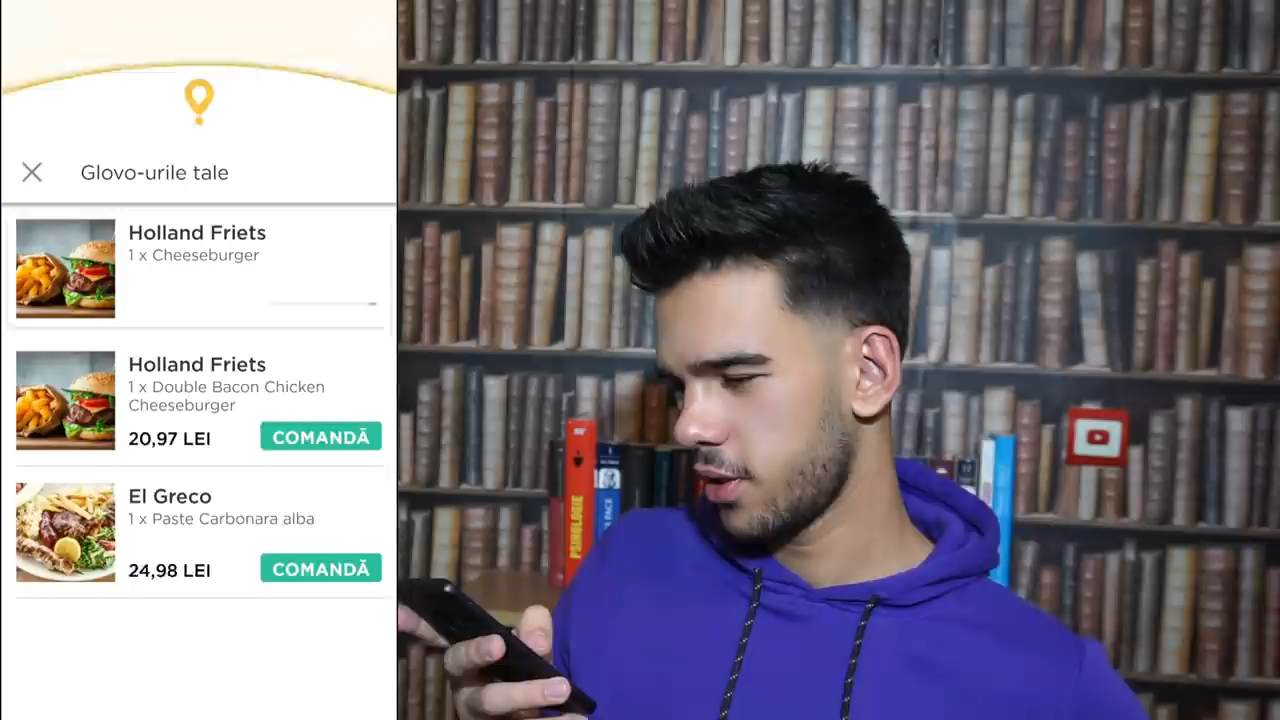 Glovo-urile tale
Holland Friets
1 x Cheeseburger
Holland Friets
1 x Double Bacon Chicken
Cheeseburger
20,97 LEI
COMANDĂ
El Greco
1 x Paste Carbonara alba
24,98 LEI
COMANDĂ
PSIHOLOGIE